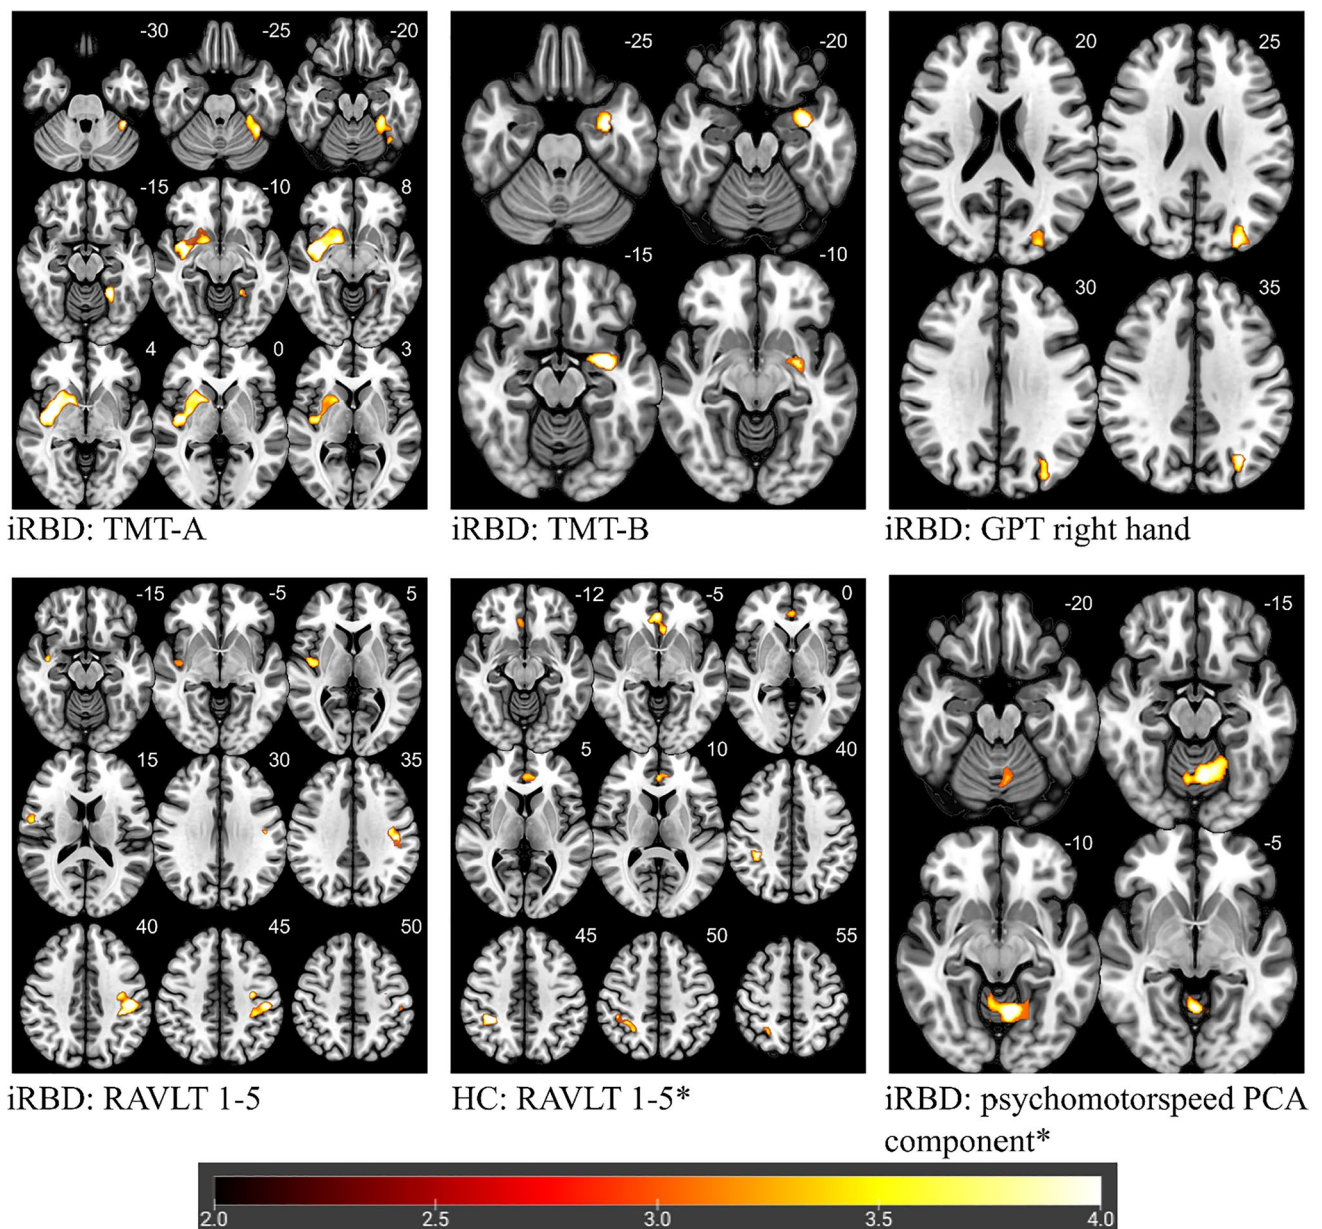 -30 -25 -20
-15 -10 8
4 0 3
iRBD: TMT-A
-25 -20
-15 -10
iRBD: TMT-B
20 25
30 35
iRBD: GPT right hand
-15 -5 5
15 30 35
40 45 50
iRBD: RAVLT 1-5
-12 -5 0
5 10 40
45 50 55
HC: RAVLT 1-5*
-20 -15
-10 -5
iRBD: psychomotorspeed PCA
component*
2.0 2.5 3.0 3.5 4.0